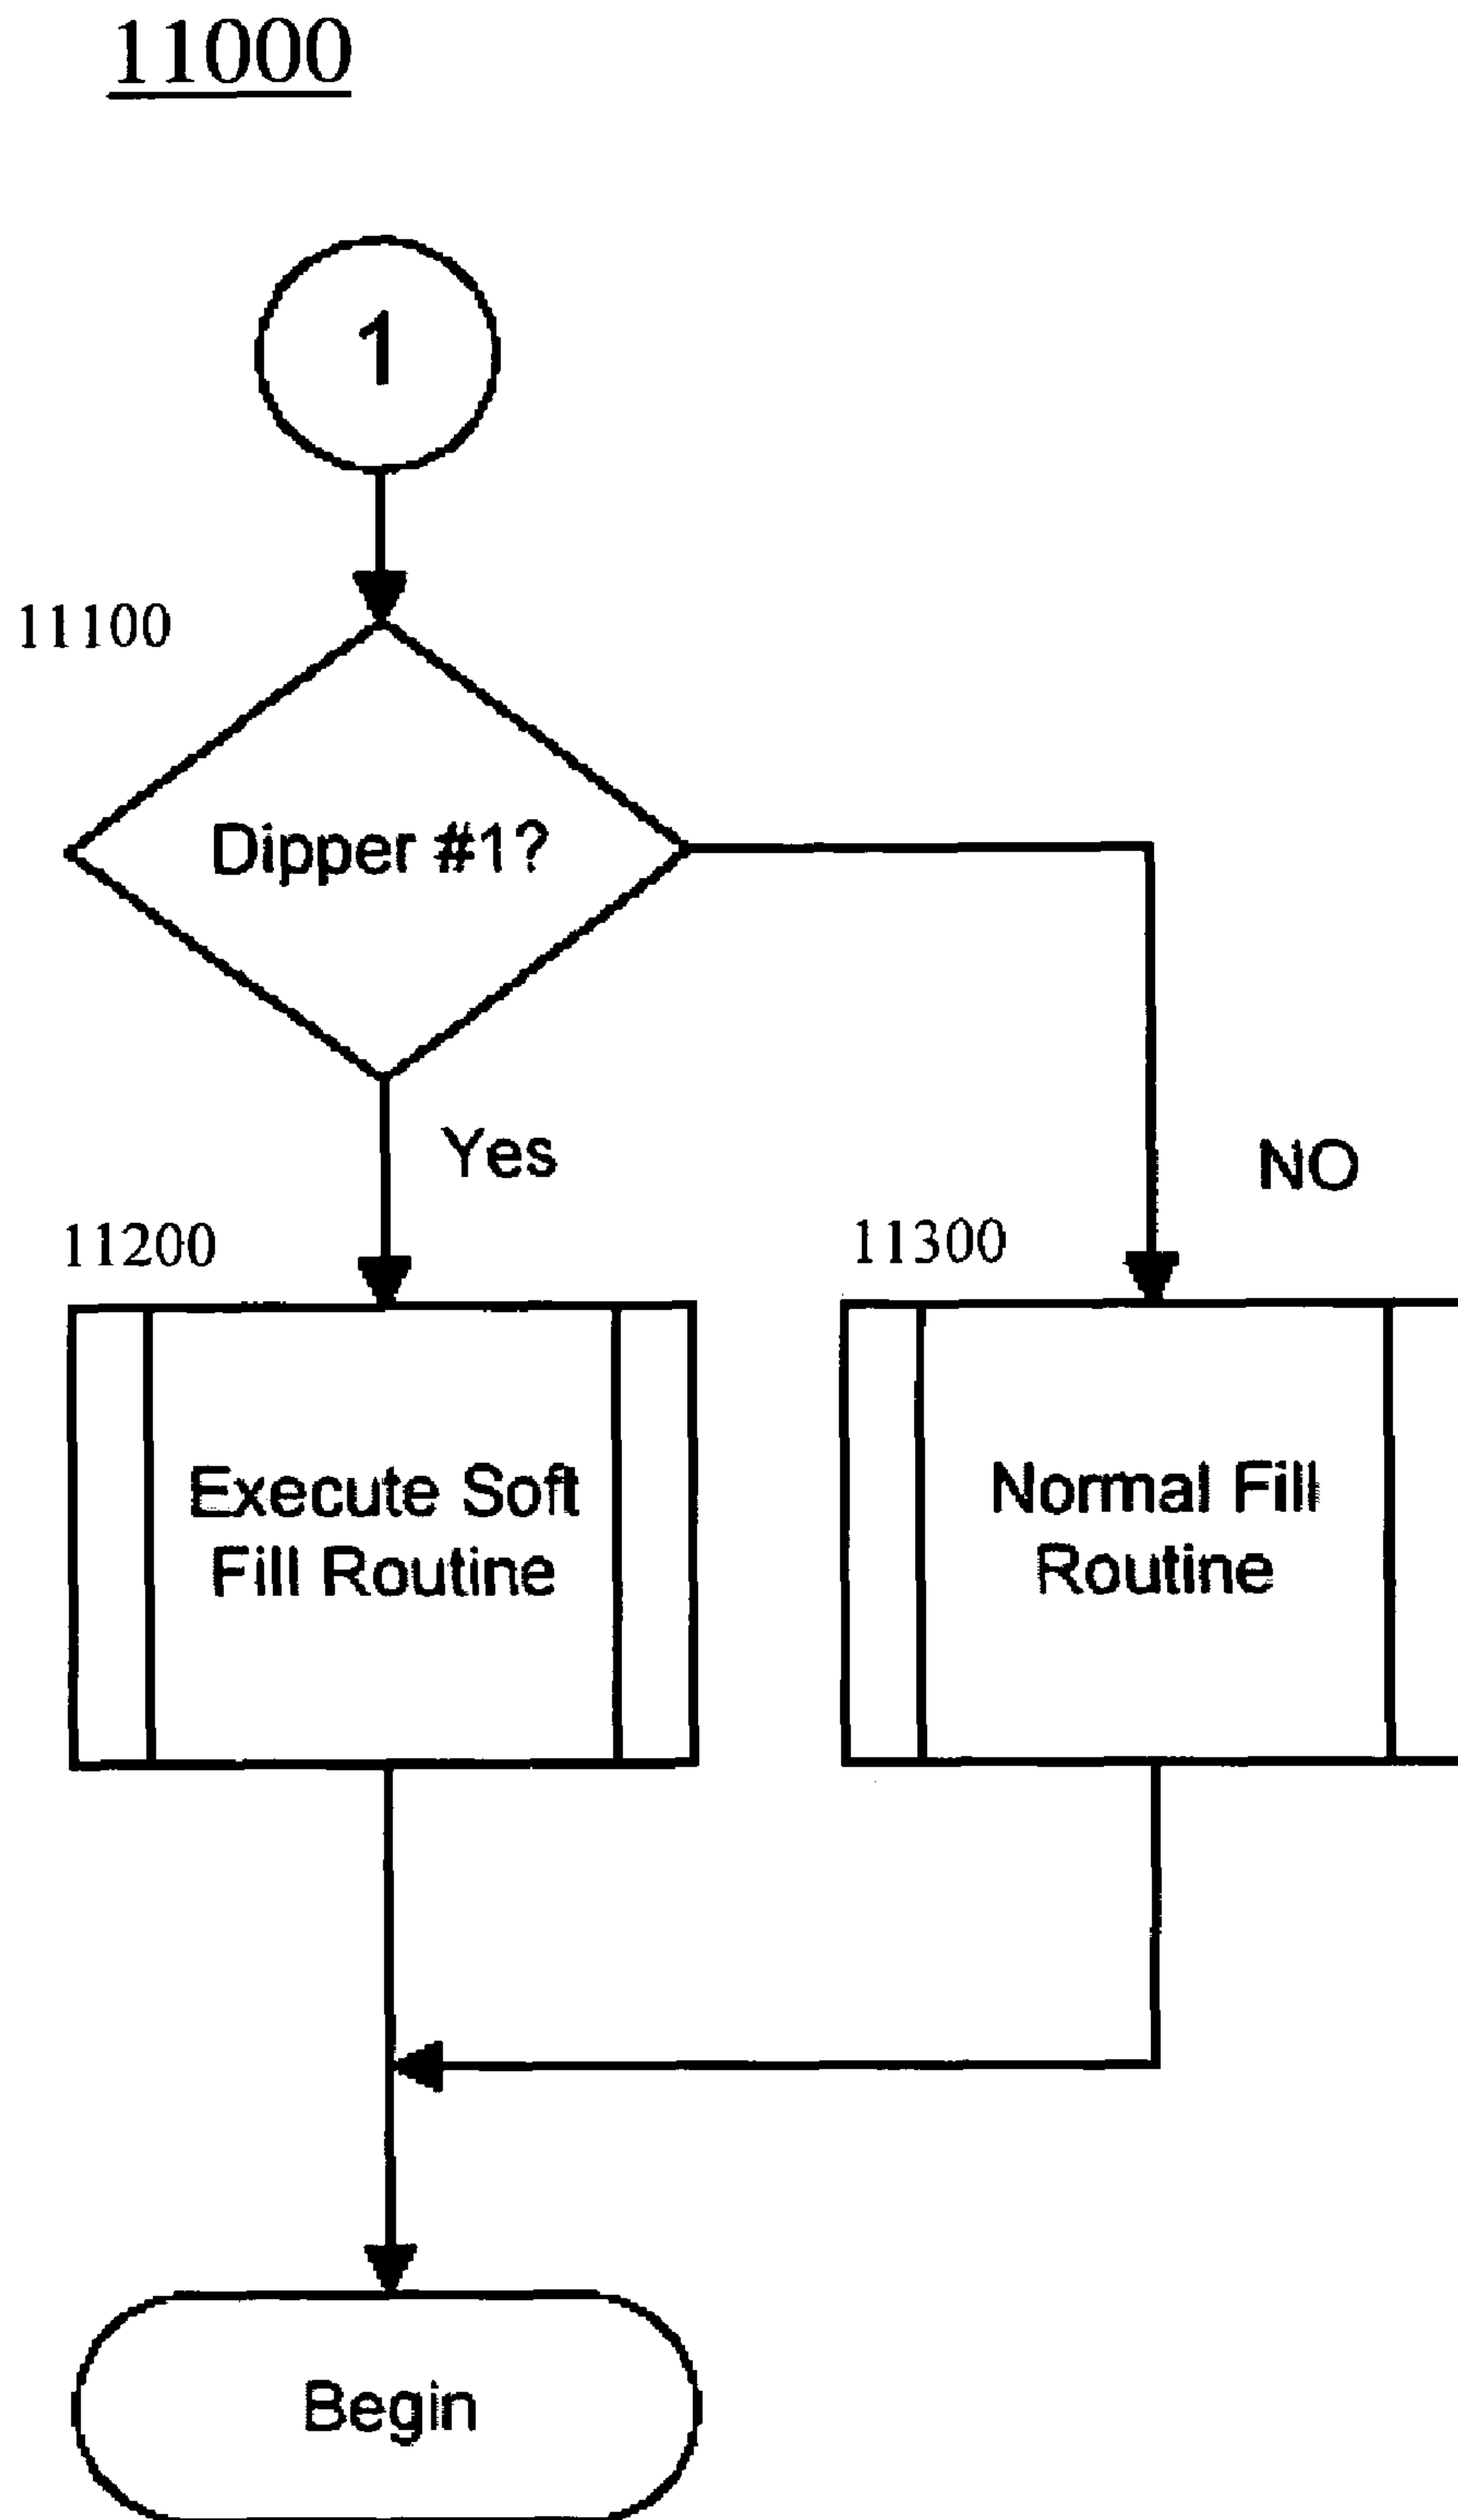 11000
1
11100
Dipper #1?
Yes
NO
11200
11300
Execute Soft
Fill Routine
Normal Fill
Routine
Begin